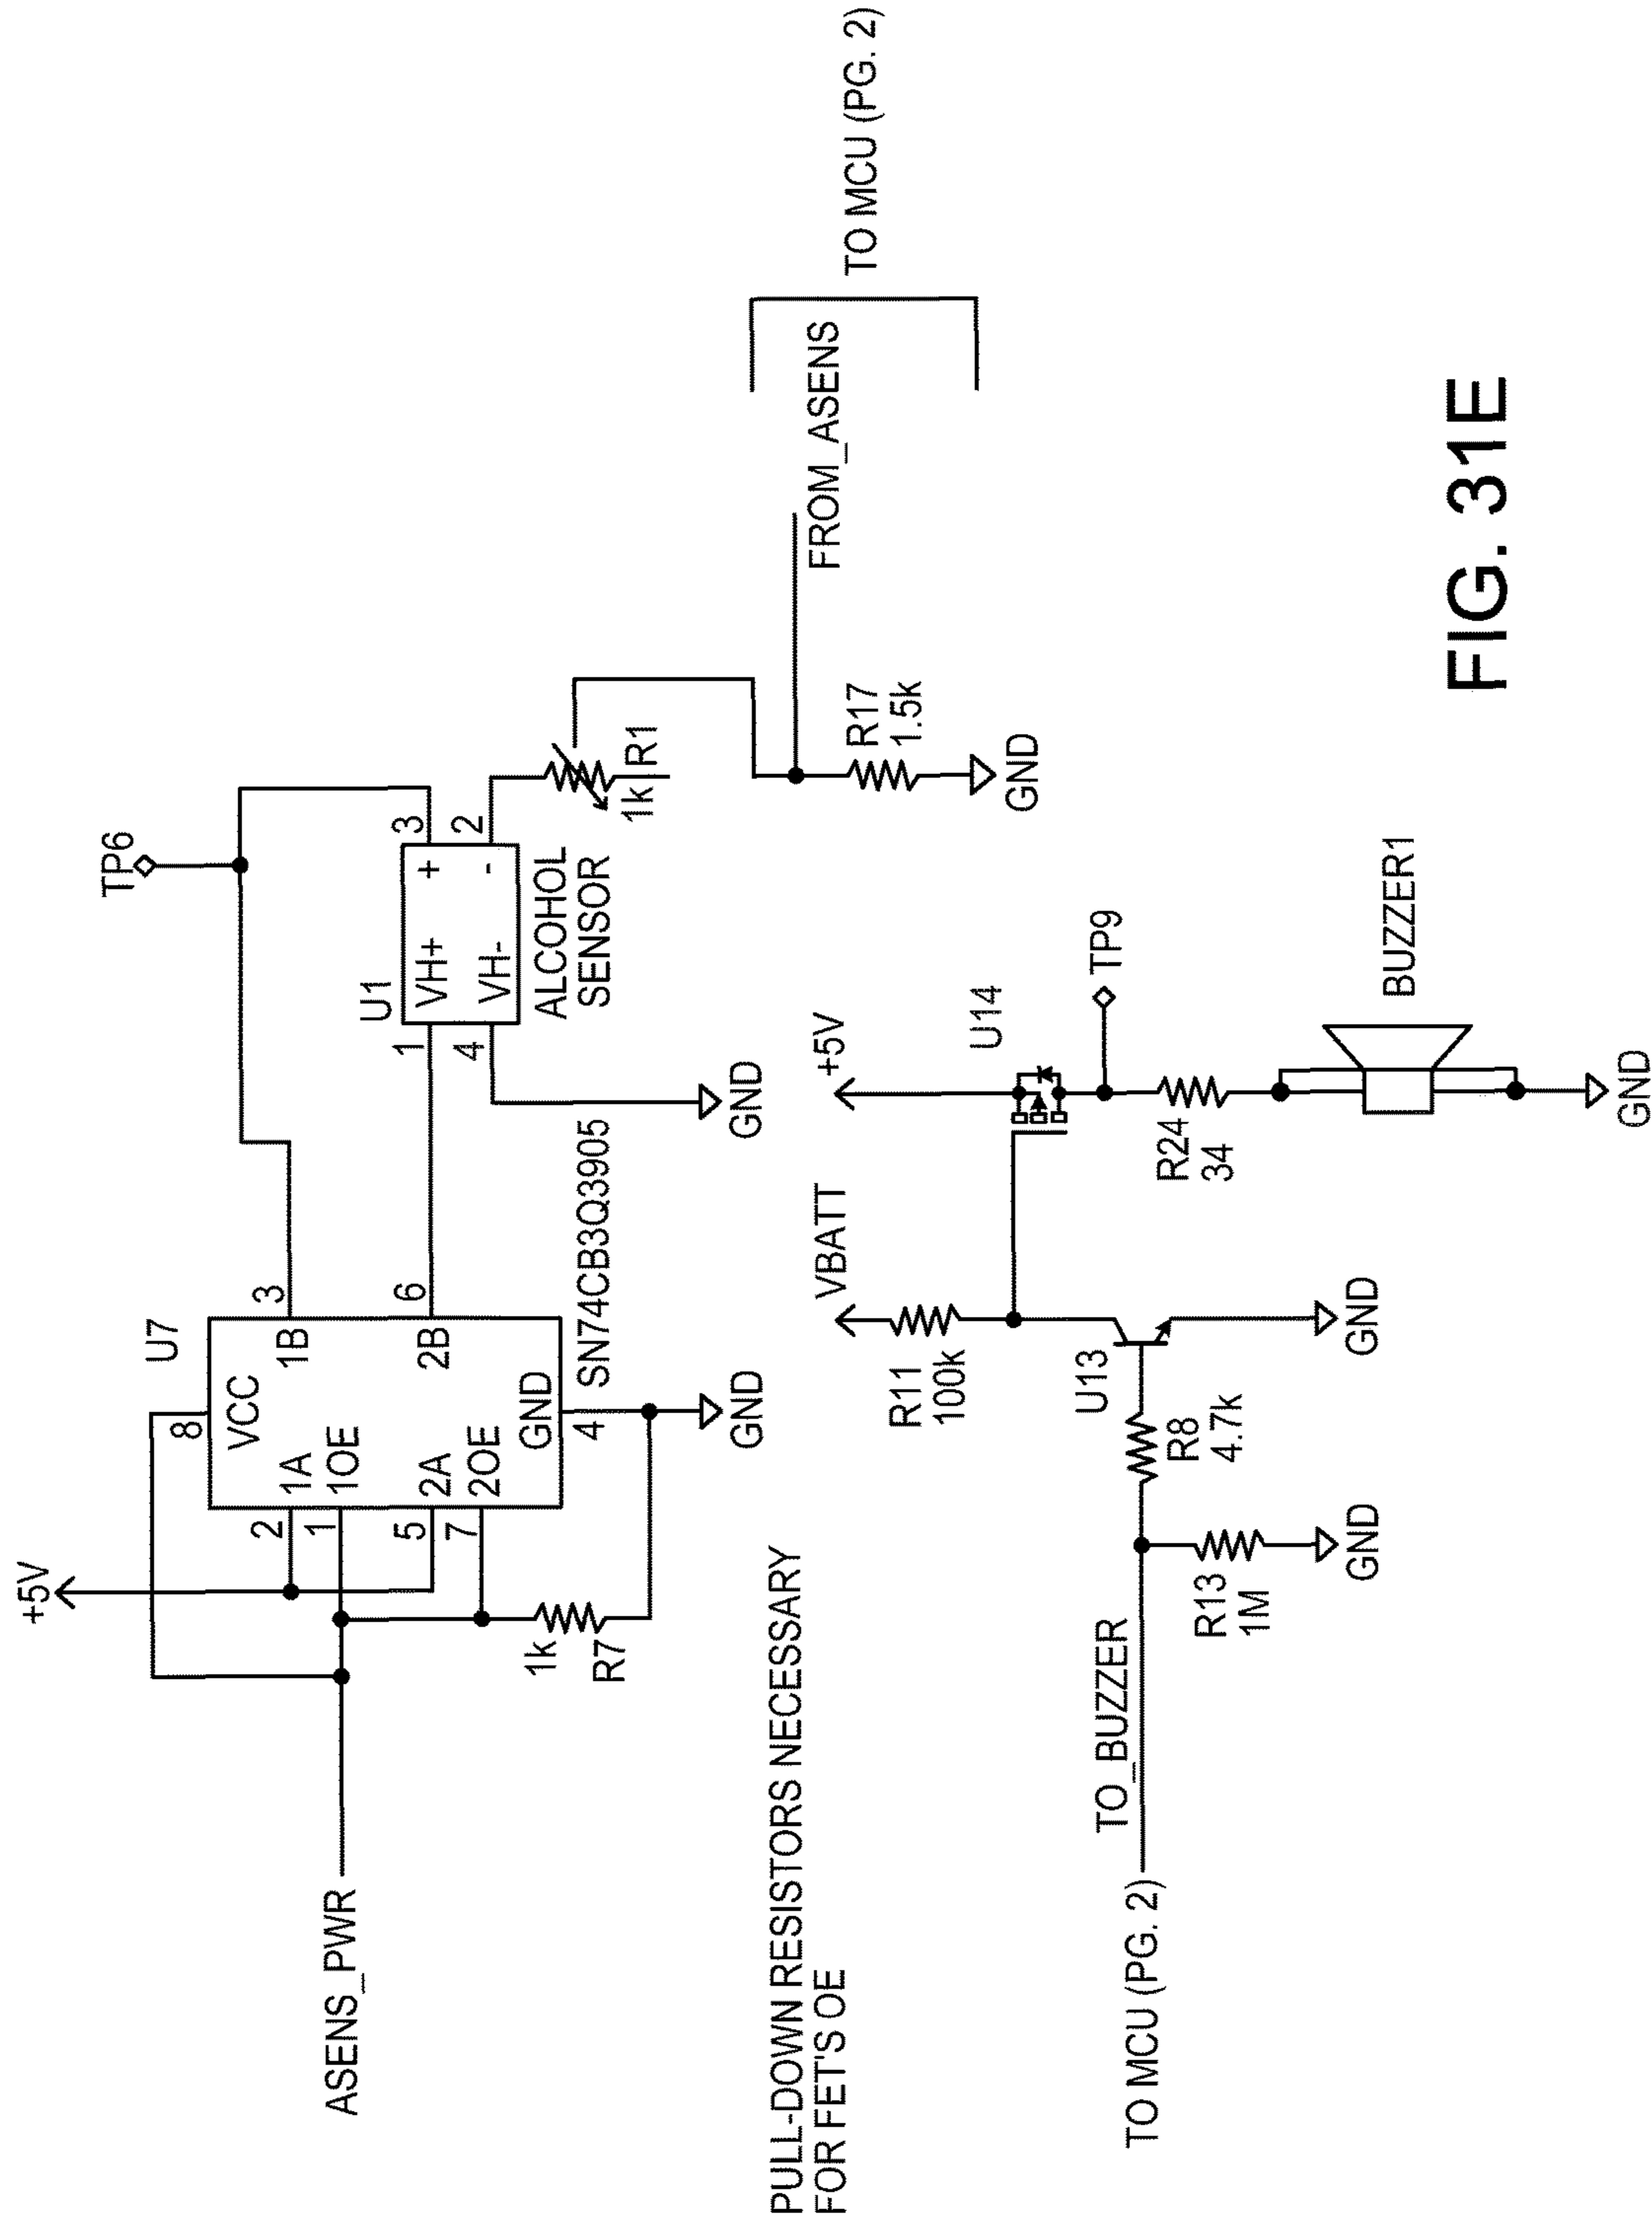 +5V
TP6
U7
8
VCC
2
1A
1B
3
1
1OE
ASENS_PWR
U1
1
VH+
+
3
5
2A
2B
6
7
2OE
4
VH-
-
2
GND
4
ALCOHOL
SENSOR
1k
R7
SN74CB3Q3905
1k
R1
GND
GND
FROM_ASENS
TO MCU (PG. 2)
R17
1.5k
GND
PULL-DOWN RESISTORS NECESSARY
FOR FET'S OE
VBATT
+5V
R11
100k
U14
TP9
TO_BUZZER
TO MCU (PG. 2)
U13
R8
4.7k
R24
34
R13
1M
GND
GND
BUZZER1
GND
FIG. 31E